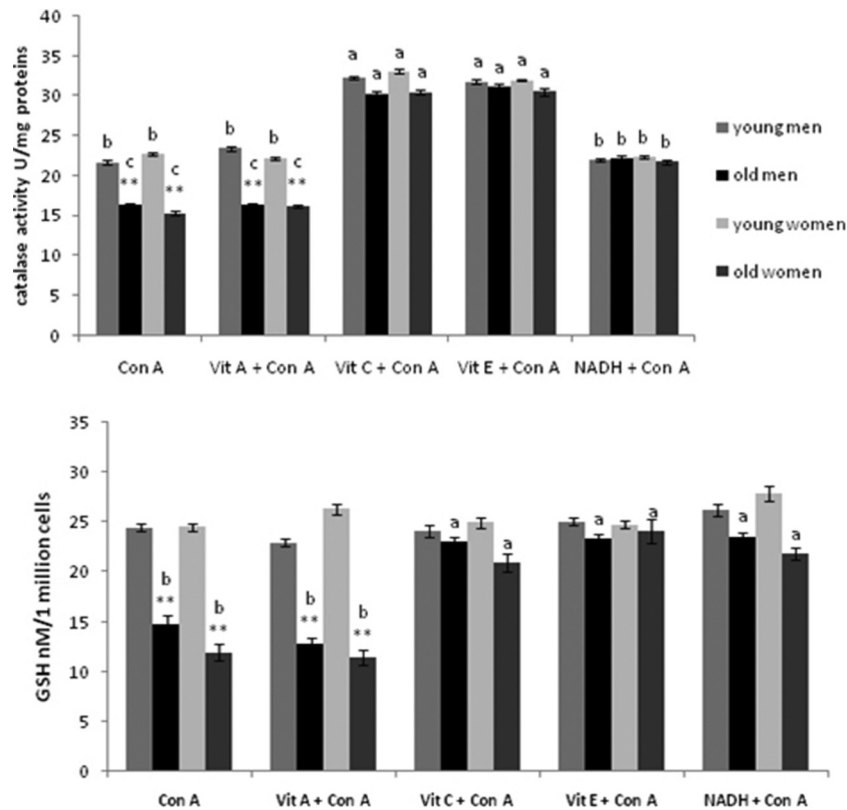 40
35
30
25
20
15
10
5
0
catalase activity U/mg proteins
b b
c c
** **
b b
c c
** **
a a a a
a a a a
b b b b
Con A Vit A + Con A Vit C + Con A Vit E + Con A NADH + Con A
young men
old men
young women
old women
35
30
25
20
15
10
5
0
GSH nM/1 million cells
b b
** **
b b
** **
a a
a a
a a
Con A Vit A + Con A Vit C + Con A Vit E + Con A NADH + Con A